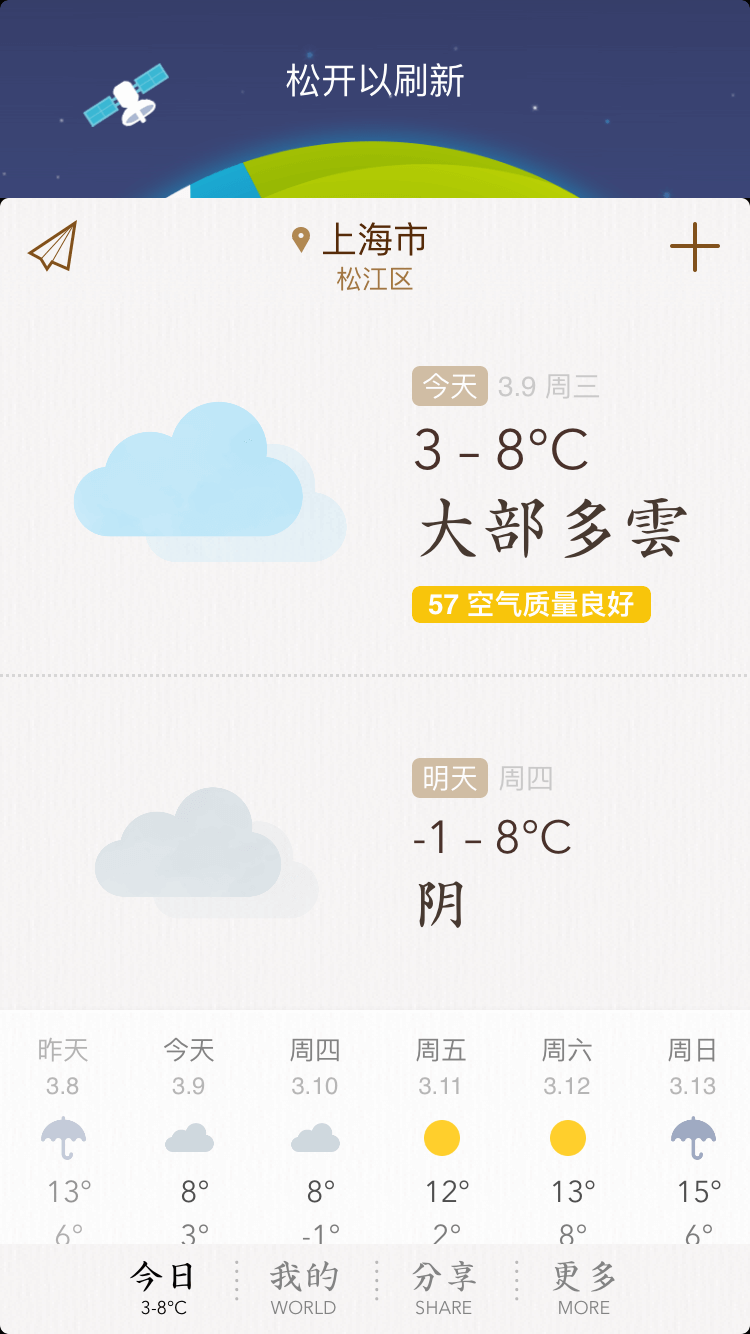 松开以刷新
上海市
松江区
今天 3.9 周三
3 – 8°C
大部多雲
57 空气质量良好
明天 周四
-1 – 8°C
阴
昨天 今天 周四 周五 周六 周日
3.8 3.9 3.10 3.11 3.12 3.13
13° 8° 8° 12° 13° 15°
6° 3° -1° 2° 8° 6°
今日 我的 分享 更多
3-8°C WORLD SHARE MORE